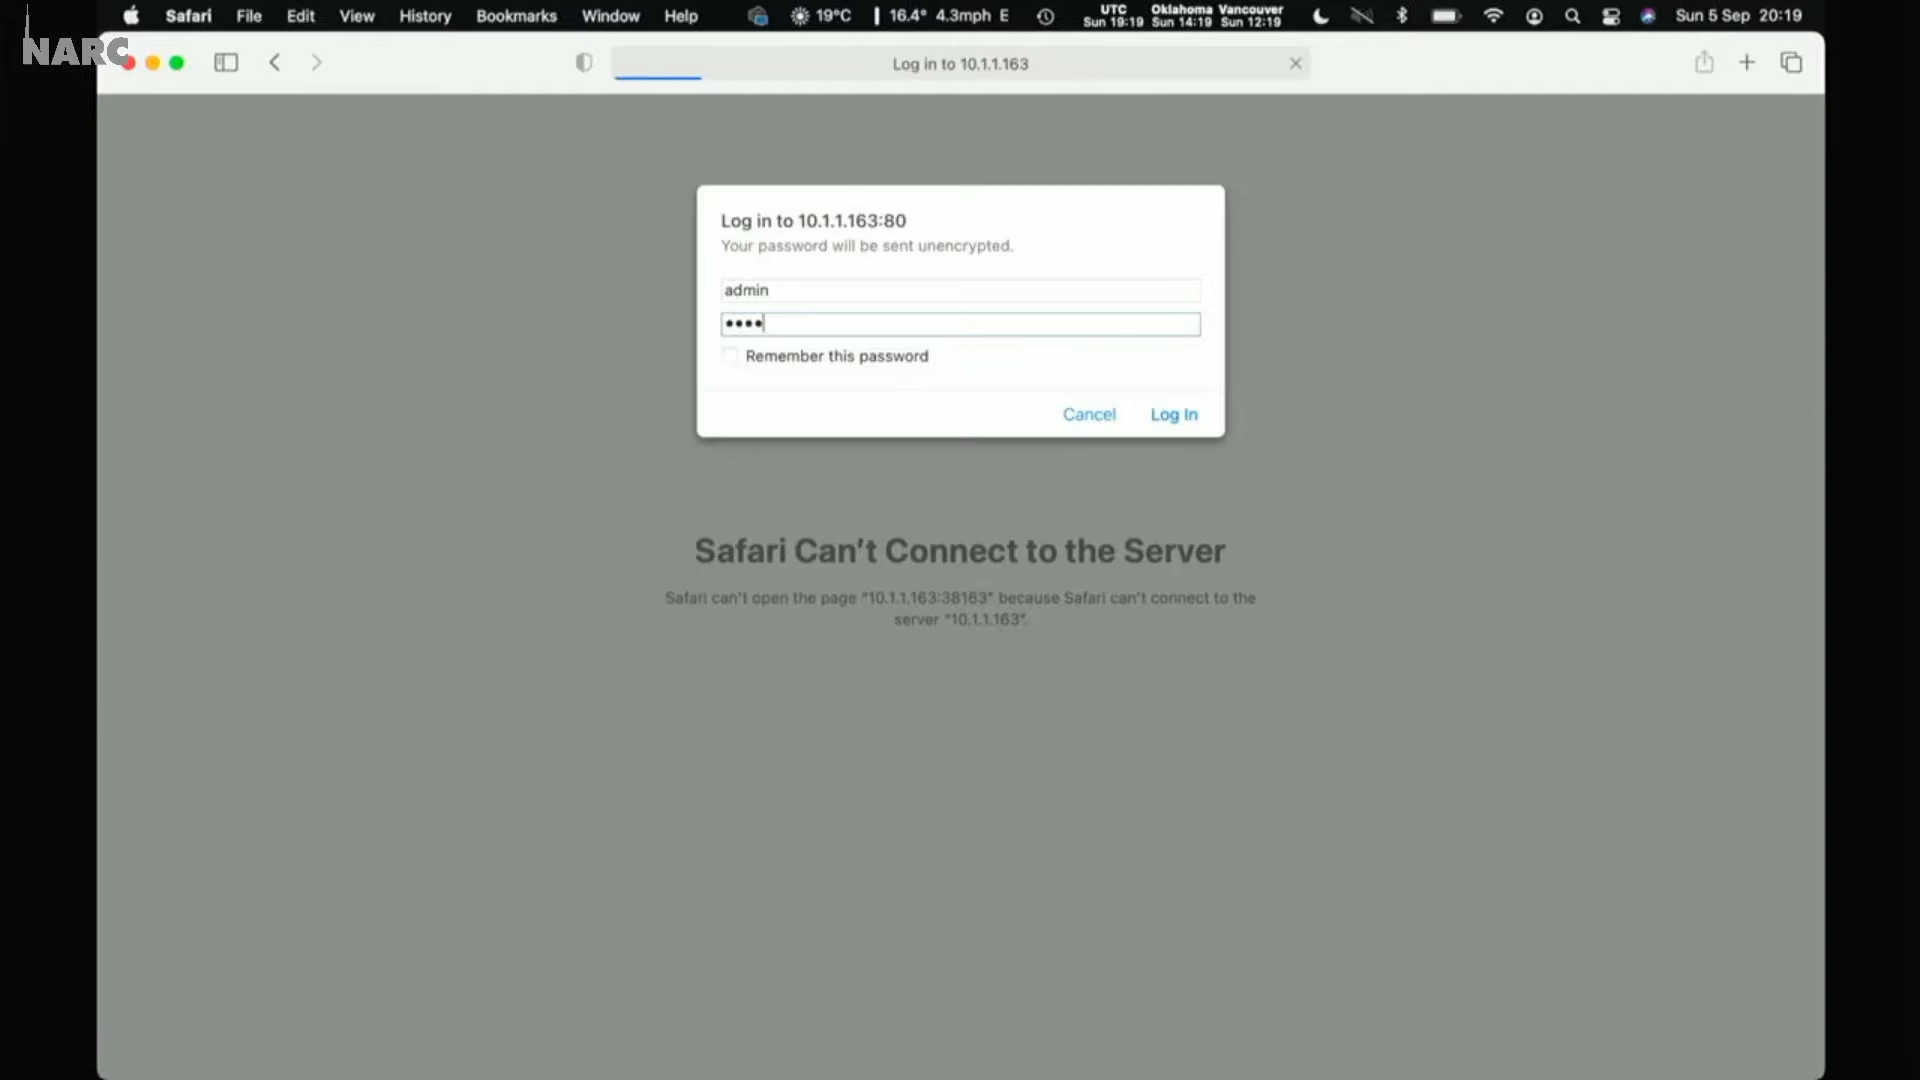 Safari File Edit View History Bookmarks Window Help 19°C 16.4° 4.3mph E UTC Sun 19:19 Oklahoma Sun 14:19 Vancouver Sun 12:19 Sun 5 Sep 20:19
NARC
Log in to 10.1.1.163
Log in to 10.1.1.163:80
Your password will be sent unencrypted.
admin
••••
Remember this password
Cancel Log In
Safari Can't Connect to the Server
Safari can't open the page "10.1.1.163:38163" because Safari can't connect to the
server "10.1.1.163".